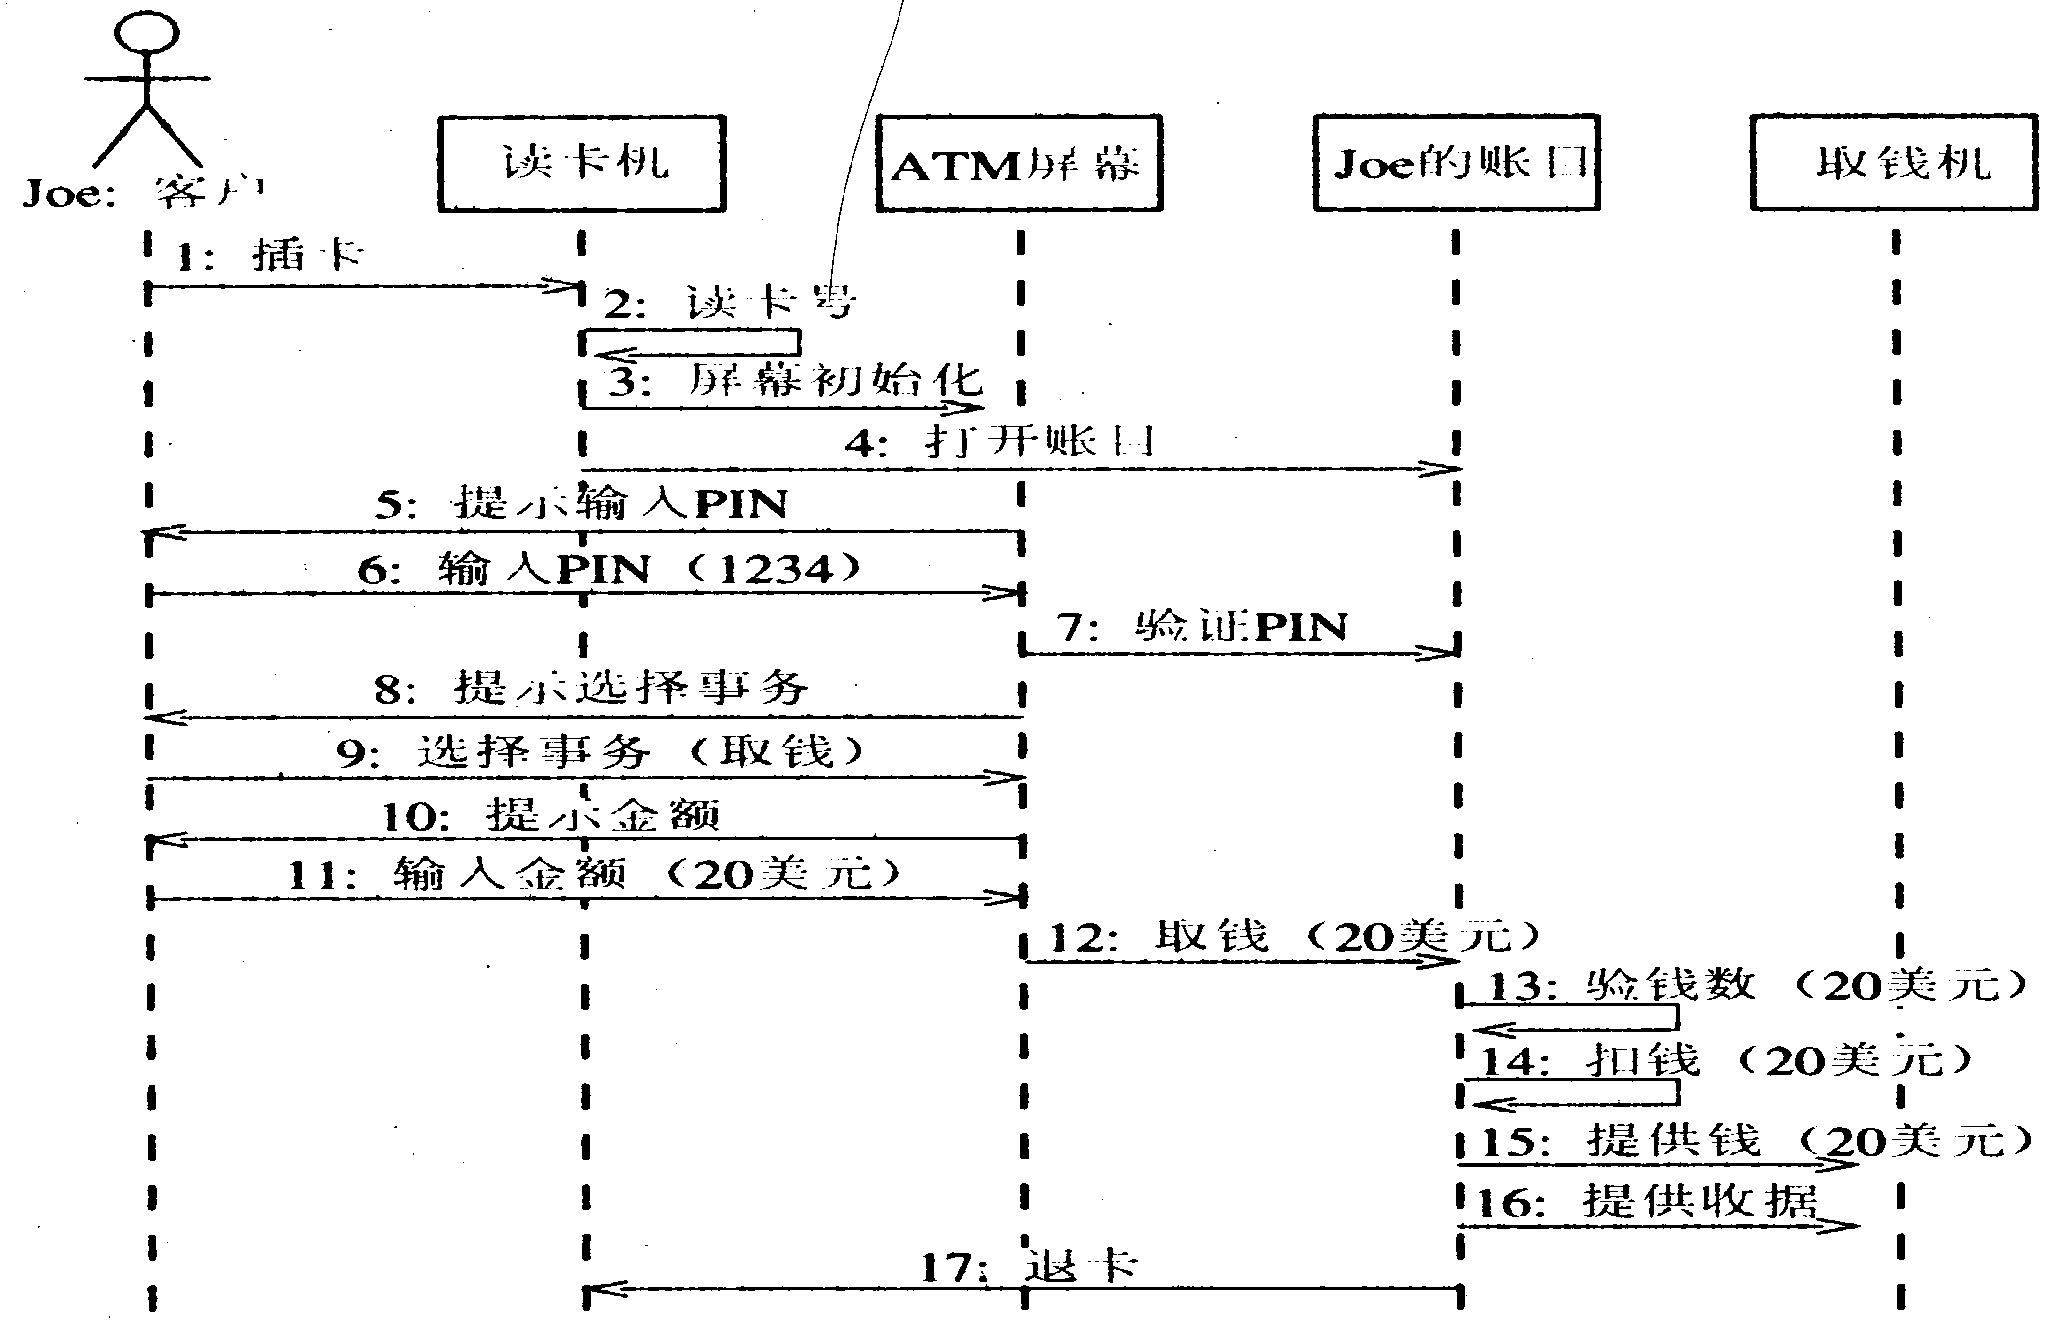 Joe: 客户
读卡机
ATM屏幕
Joe的账目
取钱机
1: 插卡
2: 读卡号
3: 屏幕初始化
4: 打开账目
5: 提示输入PIN
6: 输入PIN（1234）
7: 验证PIN
8: 提示选择事务
9: 选择事务（取钱）
10: 提示金额
11: 输入金额（20美元）
12: 取钱（20美元）
13: 验钱数（20美元）
14: 扣钱（20美元）
15: 提供钱（20美元）
16: 提供收据
17: 退卡